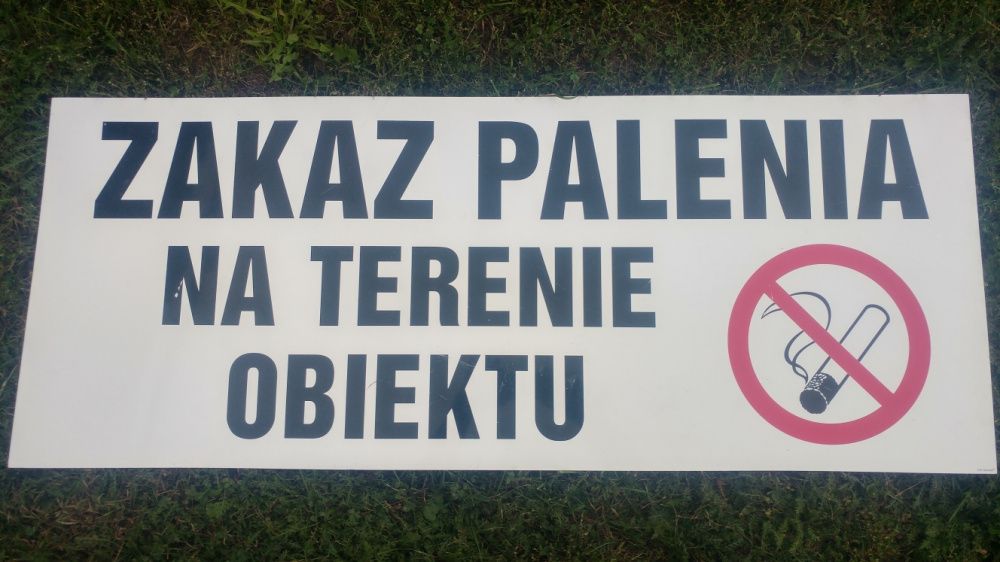 ZAKAZ PALENIA
NA TERENIE
OBIEKTU